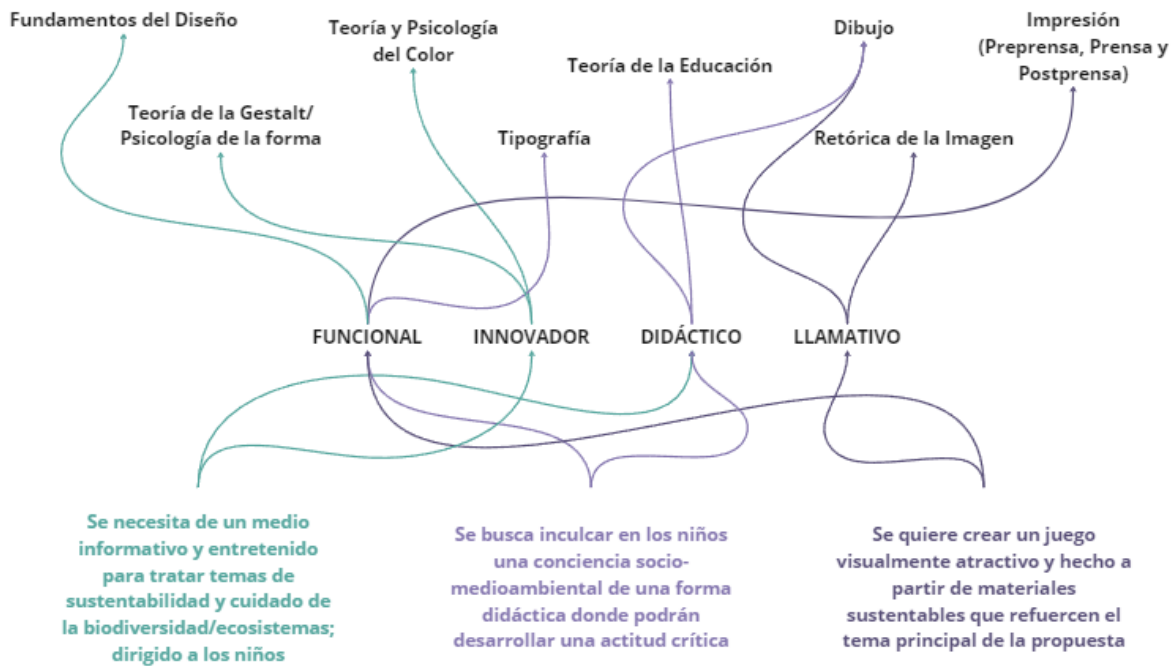 Fundamentos del Diseño
Teoría y Psicología
del Color
Dibujo
Impresión
(Preprensa, Prensa y
Postprensa)
Teoría de la Educación
Teoría de la Gestalt/
Psicología de la forma
Tipografía
Retórica de la Imagen
FUNCIONAL
INNOVADOR
DIDÁCTICO
LLAMATIVO
Se necesita de un medio
informativo y entretenido
para tratar temas de
sustentabilidad y cuidado de
la biodiversidad/ecosistemas;
dirigido a los niños
Se busca inculcar en los niños
una conciencia socio-
medioambiental de una forma
didáctica donde podrán
desarrollar una actitud crítica
Se quiere crear un juego
visualmente atractivo y hecho a
partir de materiales
sustentables que refuercen el
tema principal de la propuesta